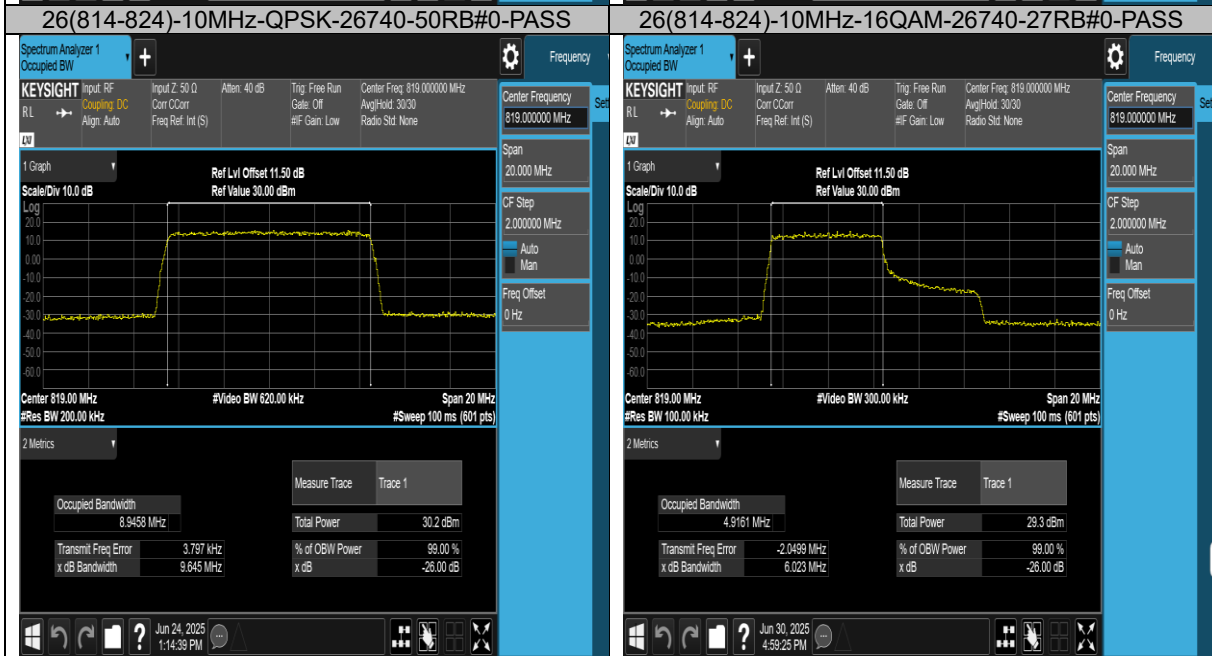 26(814-824)-10MHz-QPSK-26740-50RB#0-PASS
Spectrum Analyzer 1
Occupied BW
+
Frequency
KEYSIGHT Input: RF Input Z: 50 Ω Atten: 40 dB Trig: Free Run Center Freq: 819.000000 MHz
Coupling: DC Corr CCorr Gate: Off Avg|Hold: 30/30
RL Align: Auto Freq Ref: Int (S) #IF Gain: Low Radio Std: None
LXI
Center Frequency
819.000000 MHz
Set
Span
20.000 MHz
CF Step
2.000000 MHz
Auto
Man
Freq Offset
0 Hz
1 Graph
Ref Lvl Offset 11.50 dB
Scale/Div 10.0 dB Ref Value 30.00 dBm
Log
20.0
10.0
0.00
-10.0
-20.0
-30.0
-40.0
-50.0
-60.0
Center 819.00 MHz #Video BW 620.00 kHz Span 20 MHz
#Res BW 200.00 kHz #Sweep 100 ms (601 pts)
2 Metrics
Measure Trace Trace 1
Occupied Bandwidth
8.9458 MHz Total Power 30.2 dBm
Transmit Freq Error 3.797 kHz % of OBW Power 99.00 %
x dB Bandwidth 9.645 MHz x dB -26.00 dB
? Jun 24, 2025
1:14:39 PM
26(814-824)-10MHz-16QAM-26740-27RB#0-PASS
Spectrum Analyzer 1
Occupied BW
+
Frequency
KEYSIGHT Input: RF Input Z: 50 Ω Atten: 40 dB Trig: Free Run Center Freq: 819.000000 MHz
Coupling: DC Corr CCorr Gate: Off Avg|Hold: 30/30
RL Align: Auto Freq Ref: Int (S) #IF Gain: Low Radio Std: None
LXI
Center Frequency
819.000000 MHz
Set
Span
20.000 MHz
CF Step
2.000000 MHz
Auto
Man
Freq Offset
0 Hz
1 Graph
Ref Lvl Offset 11.50 dB
Scale/Div 10.0 dB Ref Value 30.00 dBm
Log
20.0
10.0
0.00
-10.0
-20.0
-30.0
-40.0
-50.0
-60.0
Center 819.00 MHz #Video BW 300.00 kHz Span 20 MHz
#Res BW 100.00 kHz #Sweep 100 ms (601 pts)
2 Metrics
Measure Trace Trace 1
Occupied Bandwidth
4.9161 MHz Total Power 29.3 dBm
Transmit Freq Error -2.0499 MHz % of OBW Power 99.00 %
x dB Bandwidth 6.023 MHz x dB -26.00 dB
? Jun 30, 2025
4:59:25 PM